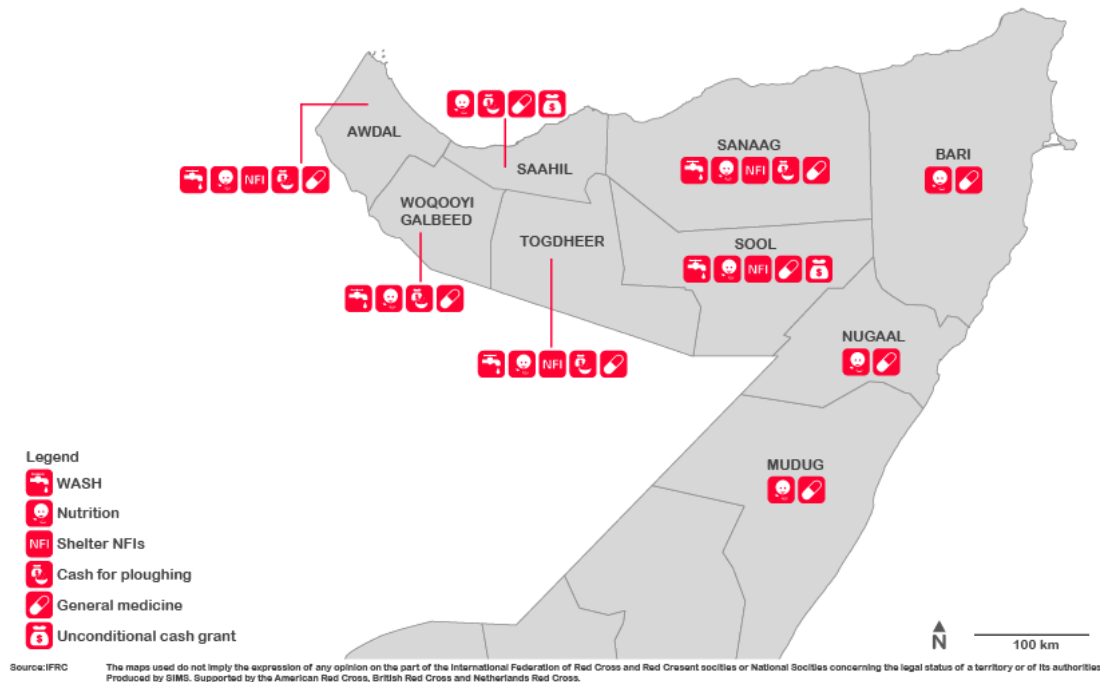 AWDAL
SAAHIL
SANAAG
NFI
BARI
NFI
WOQOOYI
GALBEED
TOGDHEER
SOOL
NFI
NUGAAL
NFI
MUDUG
Legend
WASH
Nutrition
NFI Shelter NFIs
Cash for ploughing
General medicine
$ Unconditional cash grant
N
100 km
Source:IFRC The maps used do not imply the expression of any opinion on the part of the International Federation of Red Cross and Red Cresent socities or National Socities concerning the legal status of a territory or of its authorities
Produced by SIMS. Supported by the American Red Cross, British Red Cross and Netherlands Red Cross.